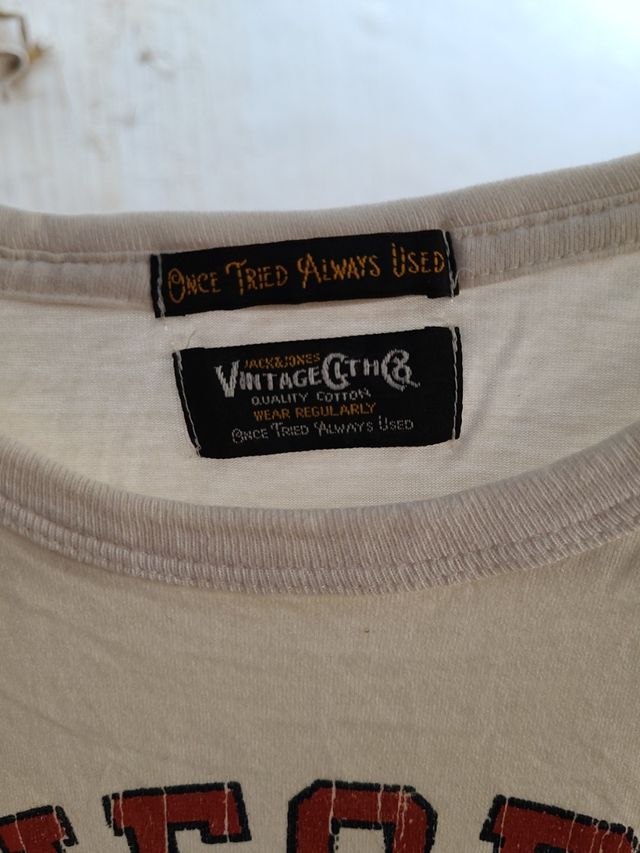 Once Tried Always Used
JACK&JONES
VINTAGE CLTH CO.
QUALITY COTTON
WEAR REGULARLY
Once Tried Always Used